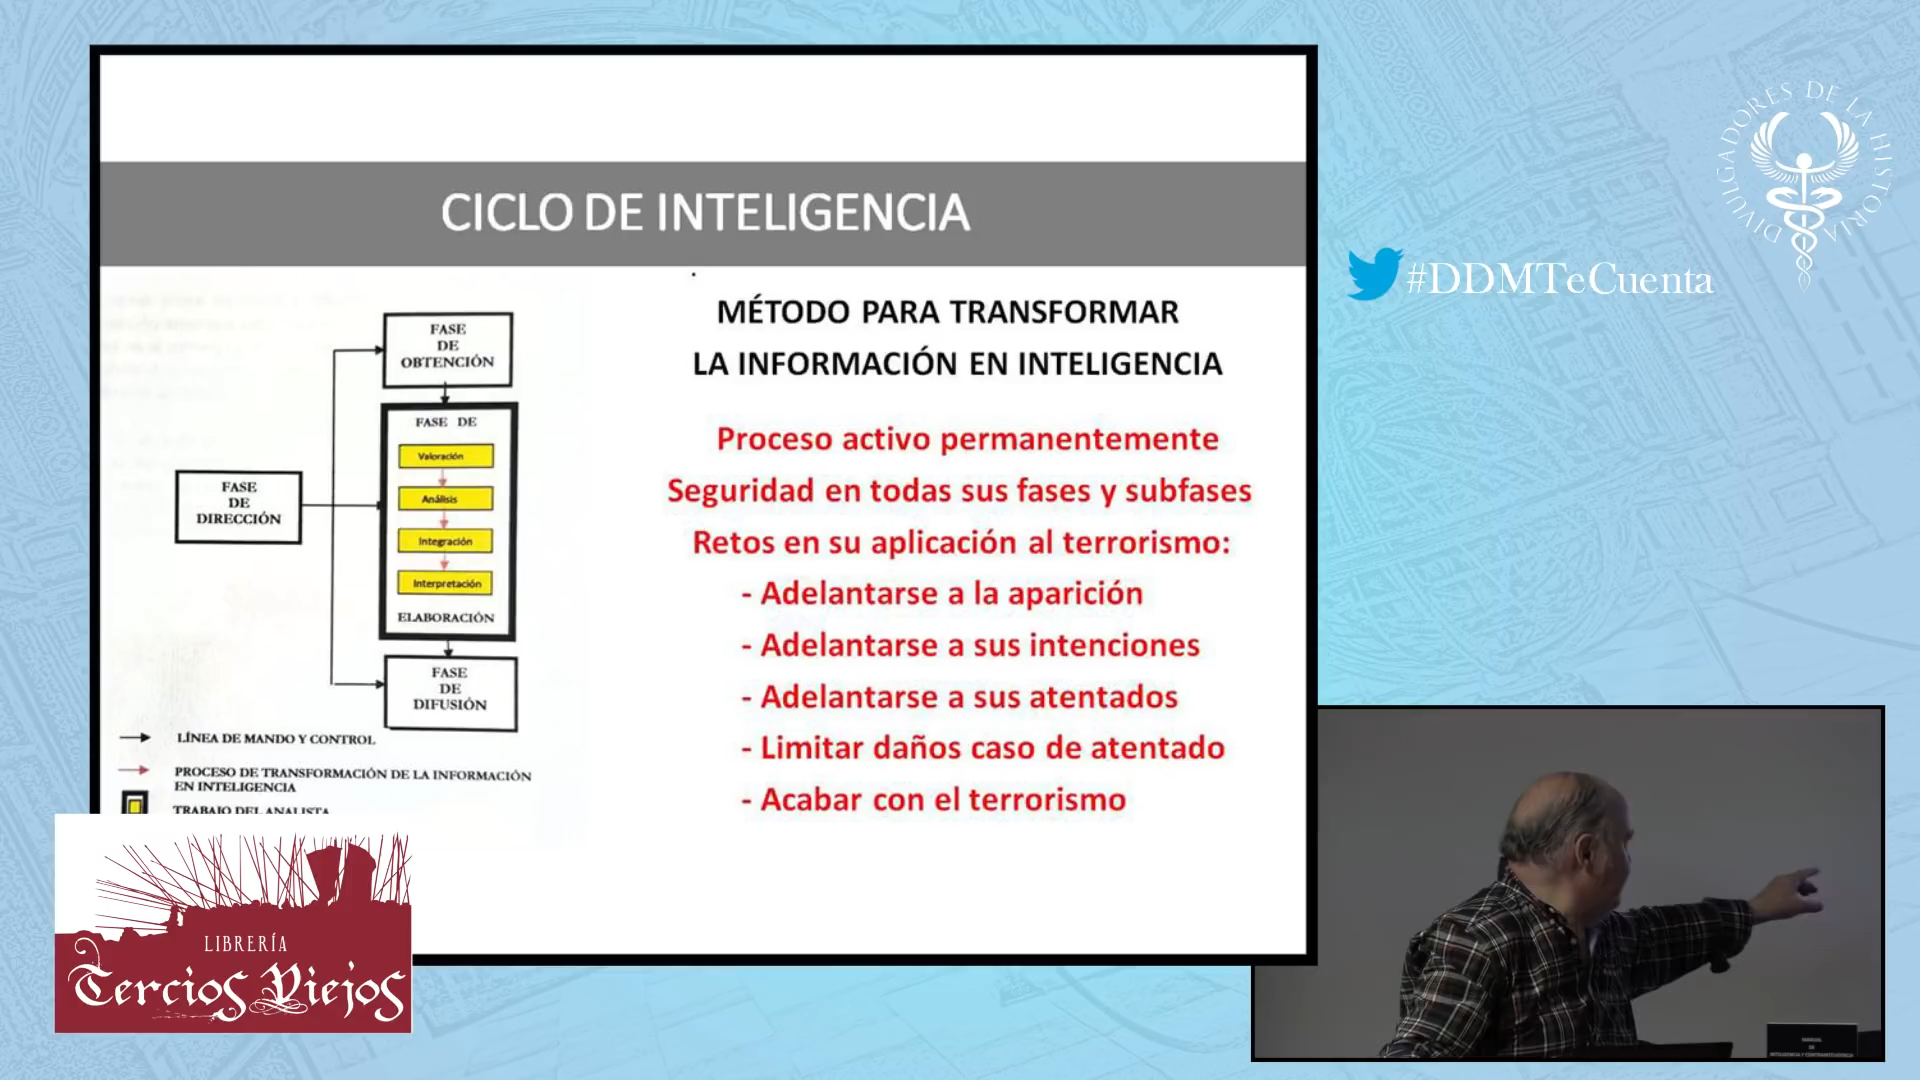 CICLO DE INTELIGENCIA
FASE
DE
OBTENCIÓN
FASE DE
Valoración
Análisis
Integración
Interpretación
ELABORACIÓN
FASE
DE
DIRECCIÓN
FASE
DE
DIFUSIÓN
LÍNEA DE MANDO Y CONTROL
PROCESO DE TRANSFORMACIÓN DE LA INFORMACIÓN
EN INTELIGENCIA
TRABAJO DEL ANALISTA
MÉTODO PARA TRANSFORMAR
LA INFORMACIÓN EN INTELIGENCIA
Proceso activo permanentemente
Seguridad en todas sus fases y subfases
Retos en su aplicación al terrorismo:
- Adelantarse a la aparición
- Adelantarse a sus intenciones
- Adelantarse a sus atentados
- Limitar daños caso de atentado
- Acabar con el terrorismo
DIVULGADORES DE LA HISTORIA
#DDMTeCuenta
LIBRERÍA
Tercios Viejos
MANUAL
DE
INTELIGENCIA Y CONTRAINTELIGENCIA